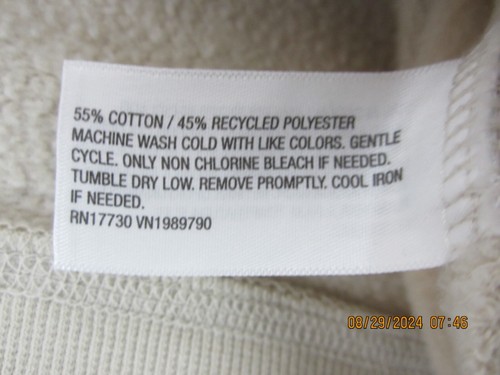 55% COTTON / 45% RECYCLED POLYESTER
MACHINE WASH COLD WITH LIKE COLORS. GENTLE
CYCLE. ONLY NON CHLORINE BLEACH IF NEEDED.
TUMBLE DRY LOW. REMOVE PROMPTLY. COOL IRON
IF NEEDED.
RN17730 VN1989790
08/29/2024 07:46